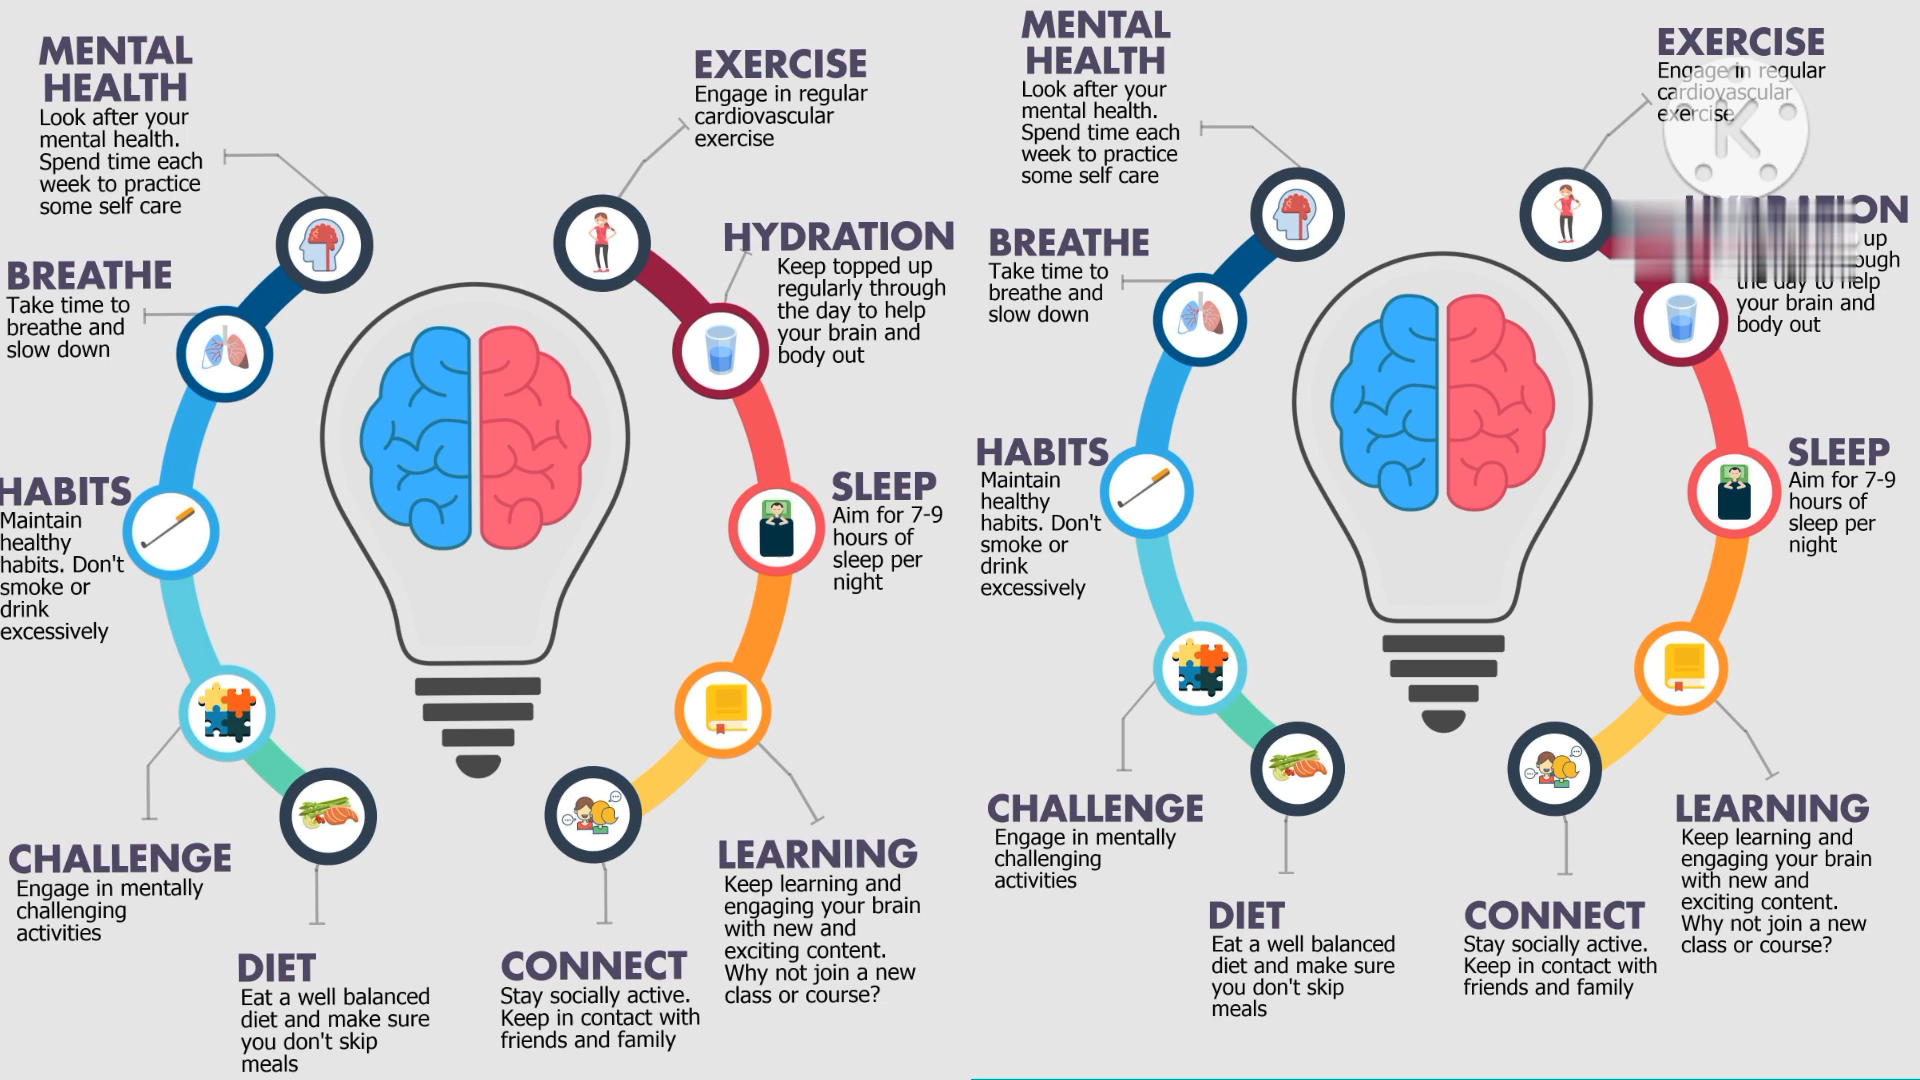 MENTAL
HEALTH
Look after your
mental health.
Spend time each
week to practice
some self care
BREATHE
Take time to
breathe and
slow down
HABITS
Maintain
healthy
habits. Don't
smoke or
drink
excessively
CHALLENGE
Engage in mentally
challenging
activities
DIET
Eat a well balanced
diet and make sure
you don't skip
meals
EXERCISE
Engage in regular
cardiovascular
exercise
HYDRATION
Keep topped up
regularly through
the day to help
your brain and
body out
SLEEP
Aim for 7-9
hours of
sleep per
night
LEARNING
Keep learning and
engaging your brain
with new and
exciting content.
Why not join a new
class or course?
CONNECT
Stay socially active.
Keep in contact with
friends and family
MENTAL
HEALTH
Look after your
mental health.
Spend time each
week to practice
some self care
BREATHE
Take time to
breathe and
slow down
HABITS
Maintain
healthy
habits. Don't
smoke or
drink
excessively
CHALLENGE
Engage in mentally
challenging
activities
DIET
Eat a well balanced
diet and make sure
you don't skip
meals
EXERCISE
Engage in regular
cardiovascular
exercise
K
up
the day to help
your brain and
body out
SLEEP
Aim for 7-9
hours of
sleep per
night
LEARNING
Keep learning and
engaging your brain
with new and
exciting content.
Why not join a new
class or course?
CONNECT
Stay socially active.
Keep in contact with
friends and family